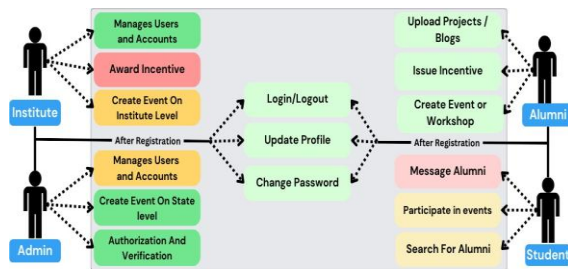 Manages Users
and Accounts
Award Incentive
Create Event On
Institute Level
Institute
After Registration
Manages Users
and Accounts
Create Event On State
level
Authorization And
Verification
Admin
Login/Logout
Update Profile
Change Password
Upload Projects /
Blogs
Issue Incentive
Create Event or
Workshop
Alumni
After Registration
Message Alumni
Participate in events
Search For Alumni
Student